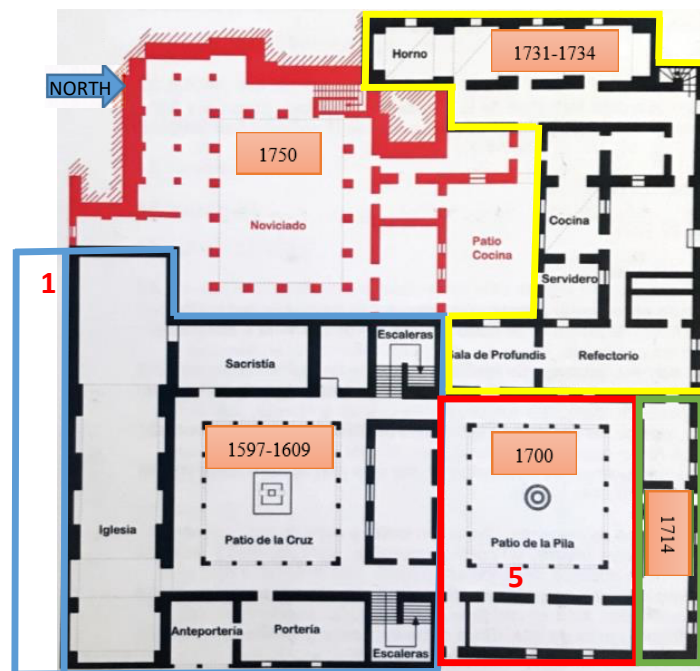 Horno
1731-1734
NORTH
1750
Noviciado
Patio
Cocina
Cocina
Servidero
1
Escaleras
Sala de Profundis
Refectorio
Sacristía
1597-1609
1700
Iglesia
Patio de la Cruz
Patio de la Pila
1714
5
Anteportería
Portería
Escaleras